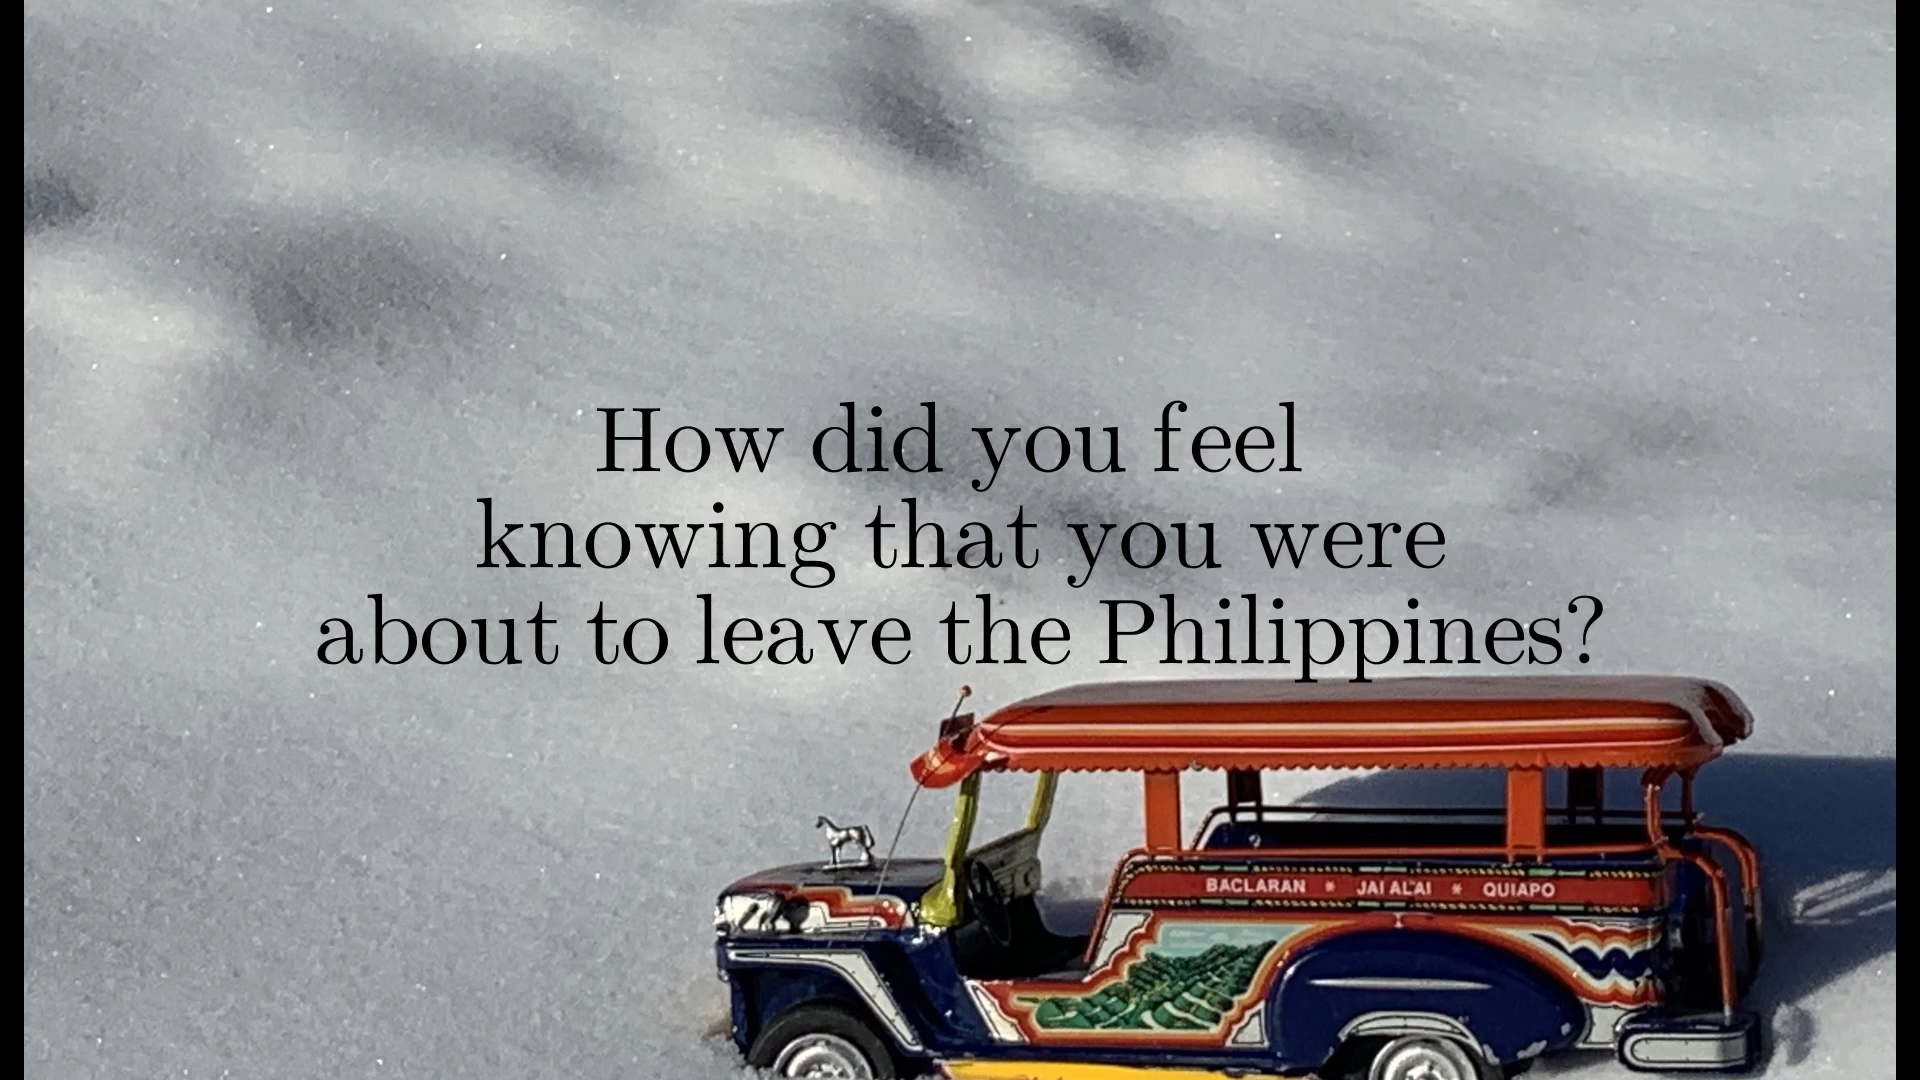 How did you feel
knowing that you were
about to leave the Philippines?
BACLARAN * JAI ALAI * QUIAPO